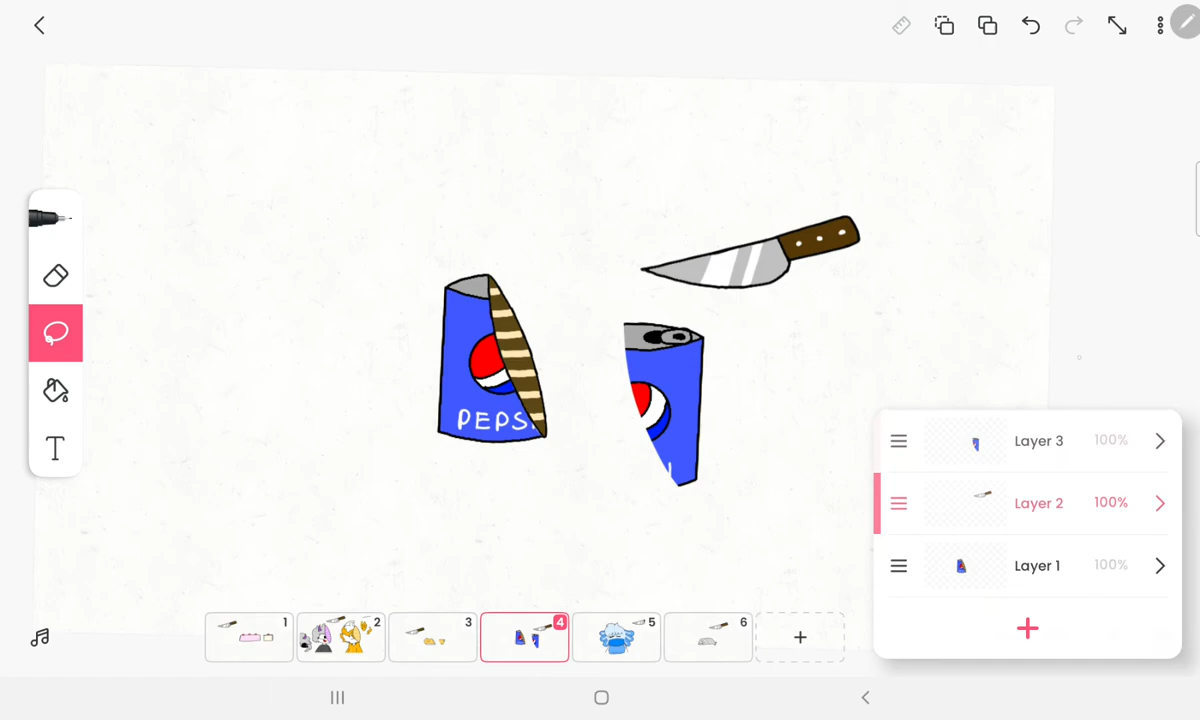 PEPS
Layer 3 100%
Layer 2 100%
Layer 1 100%
T
1
2
3
4
5
6